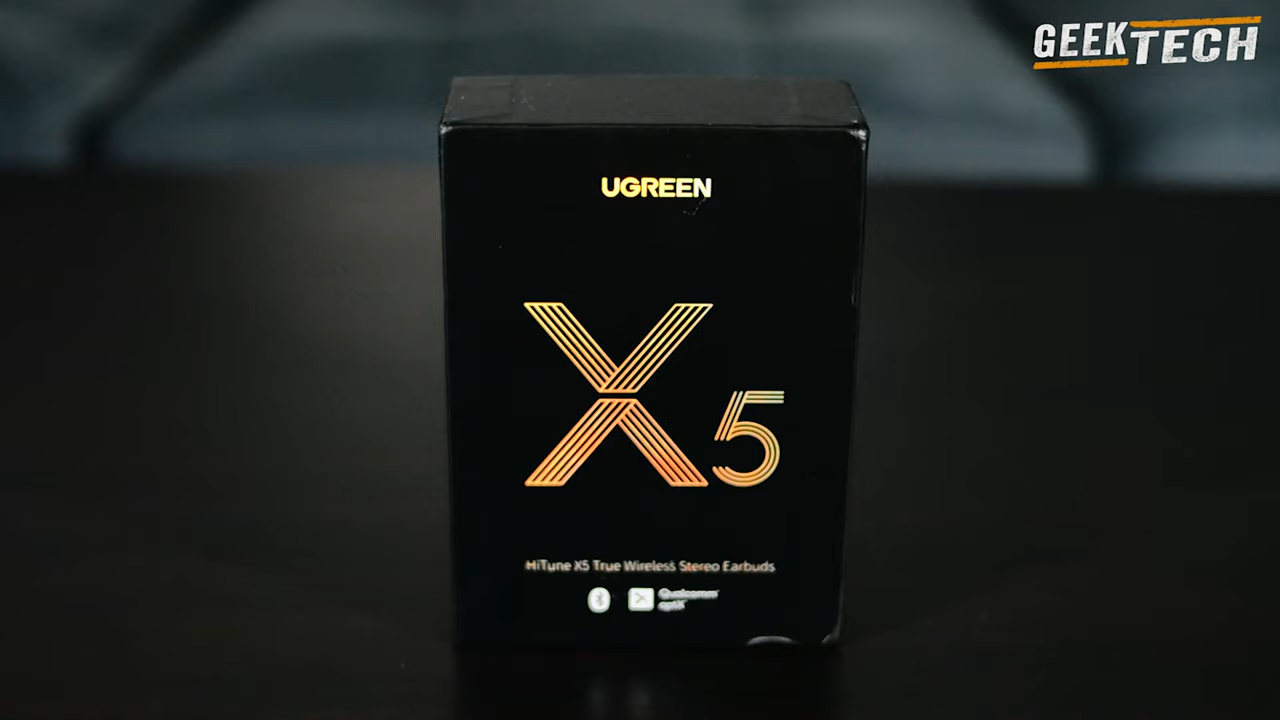 GEEKTECH
UGREEN
X5
HiTune X5 True Wireless Stereo Earbuds
Qualcomm
aptX